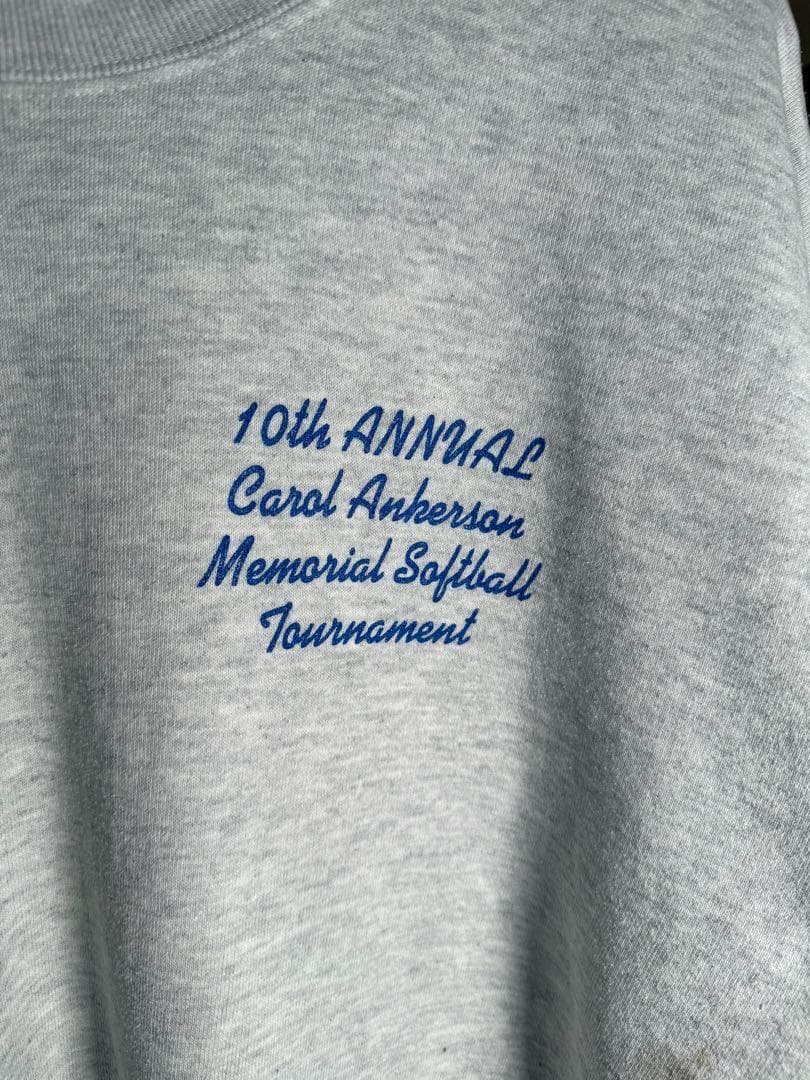 10th ANNUAL
Carol Ankerson
Memorial Softball
Tournament